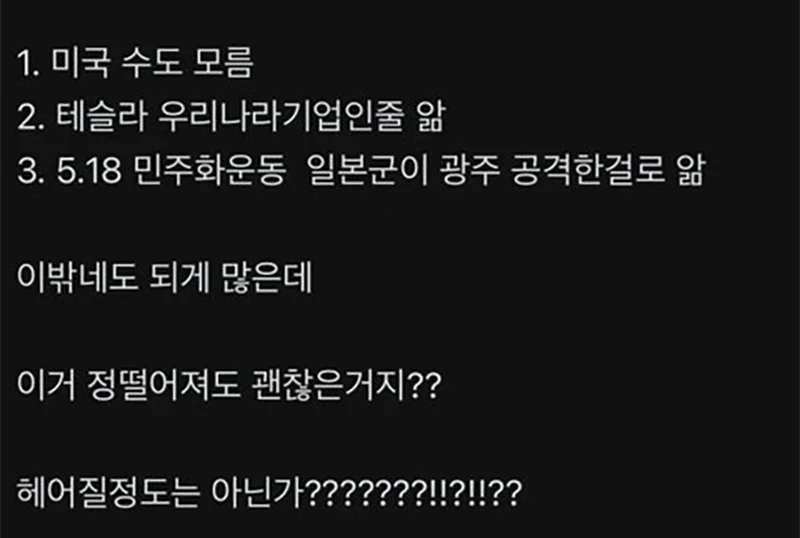 1. 미국 수도 모름
2. 테슬라 우리나라기업인줄 앎
3. 5.18 민주화운동  일본군이 광주 공격한걸로 앎
이밖네도 되게 많은데
이거 정떨어져도 괜찮은거지??
헤어질정도는 아닌가???????!!?!!??